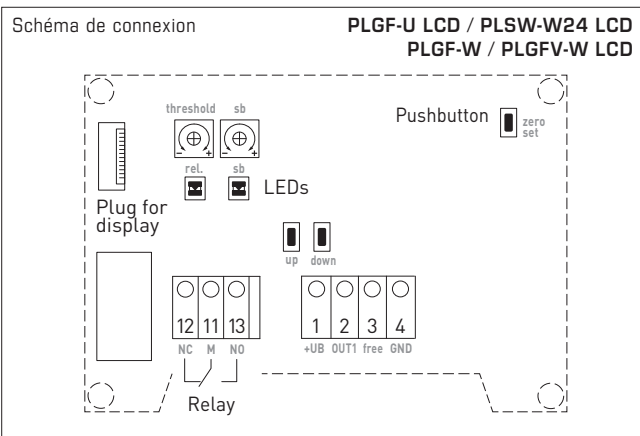 Schéma de connexion
PLGF-U LCD / PLSW-W24 LCD
PLGF-W / PLGFV-W LCD
threshold sb
Pushbutton
zero
set
- + - +
rel. sb
LEDs
Plug for
display
up down
12 11 13
NC M NO
1 2 3 4
+UB OUT1 free GND
Relay